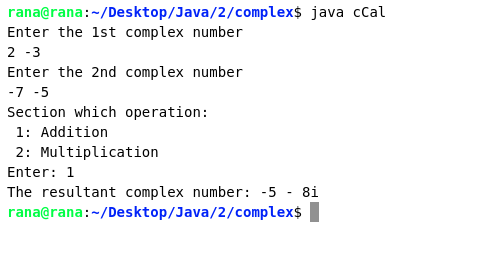 rana@rana:~/Desktop/Java/2/complex$ java cCal
Enter the 1st complex number
2 -3
Enter the 2nd complex number
-7 -5
Section which operation:
 1: Addition
 2: Multiplication
Enter: 1
The resultant complex number: -5 - 8i
rana@rana:~/Desktop/Java/2/complex$